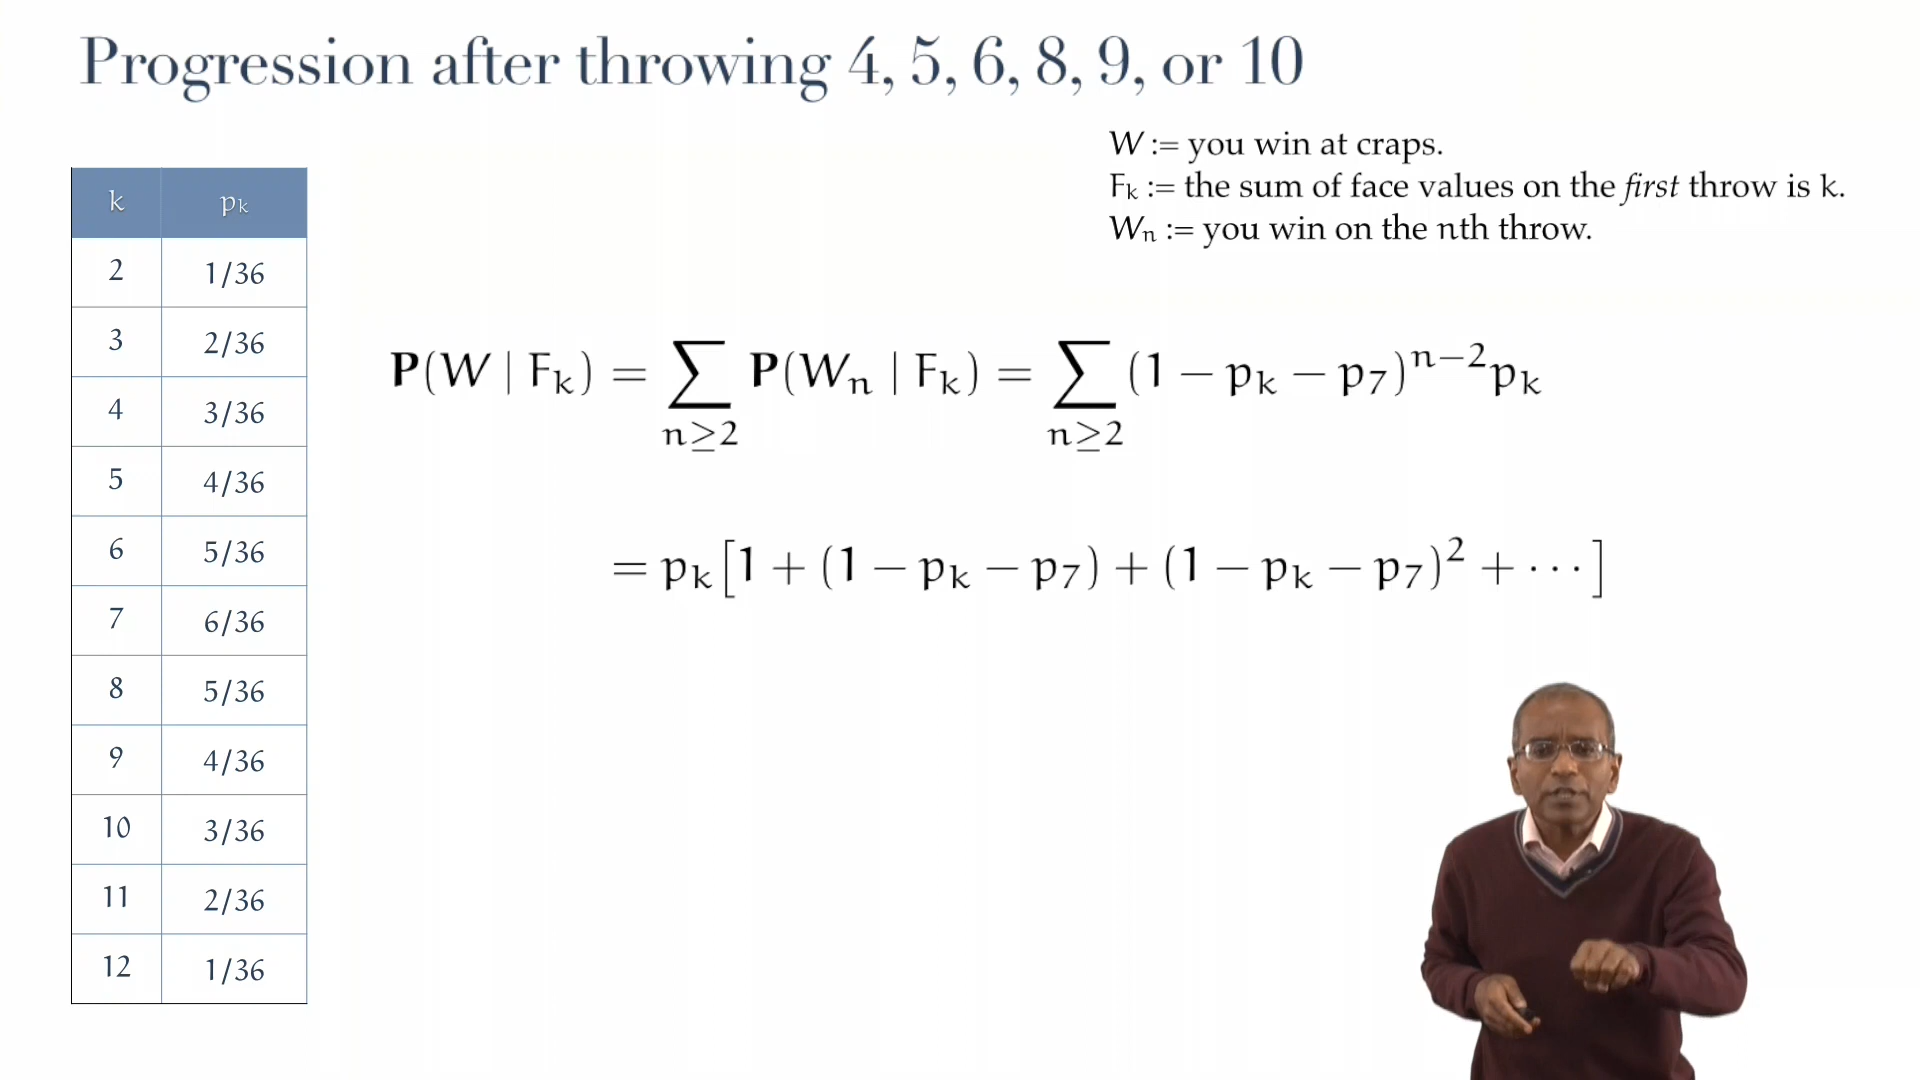 Progression after throwing 4, 5, 6, 8, 9, or 10
W := you win at craps.
Fₖ := the sum of face values on the first throw is k.
Wₙ := you win on the nth throw.
k pₖ
2 1/36
3 2/36
4 3/36
5 4/36
6 5/36
7 6/36
8 5/36
9 4/36
10 3/36
11 2/36
12 1/36
P(W | Fₖ) = ∑_{n≥2} P(Wₙ | Fₖ) = ∑_{n≥2} (1 − pₖ − p₇)ⁿ⁻² pₖ
= pₖ[1 + (1 − pₖ − p₇) + (1 − pₖ − p₇)² + ⋯]